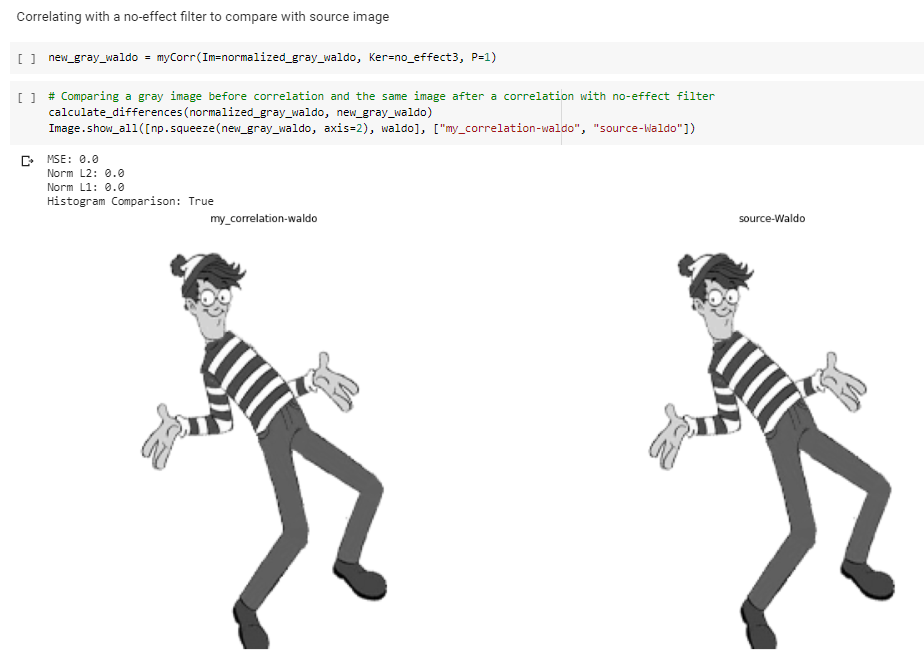 Correlating with a no-effect filter to compare with source image
[ ] new_gray_waldo = myCorr(Im=normalized_gray_waldo, Ker=no_effect3, P=1)
[ ] # Comparing a gray image before correlation and the same image after a correlation with no-effect filter
calculate_differences(normalized_gray_waldo, new_gray_waldo)
Image.show_all([np.squeeze(new_gray_waldo, axis=2), waldo], ["my_correlation-waldo", "source-Waldo"])
MSE: 0.0
Norm L2: 0.0
Norm L1: 0.0
Histogram Comparison: True
my_correlation-waldo
source-Waldo